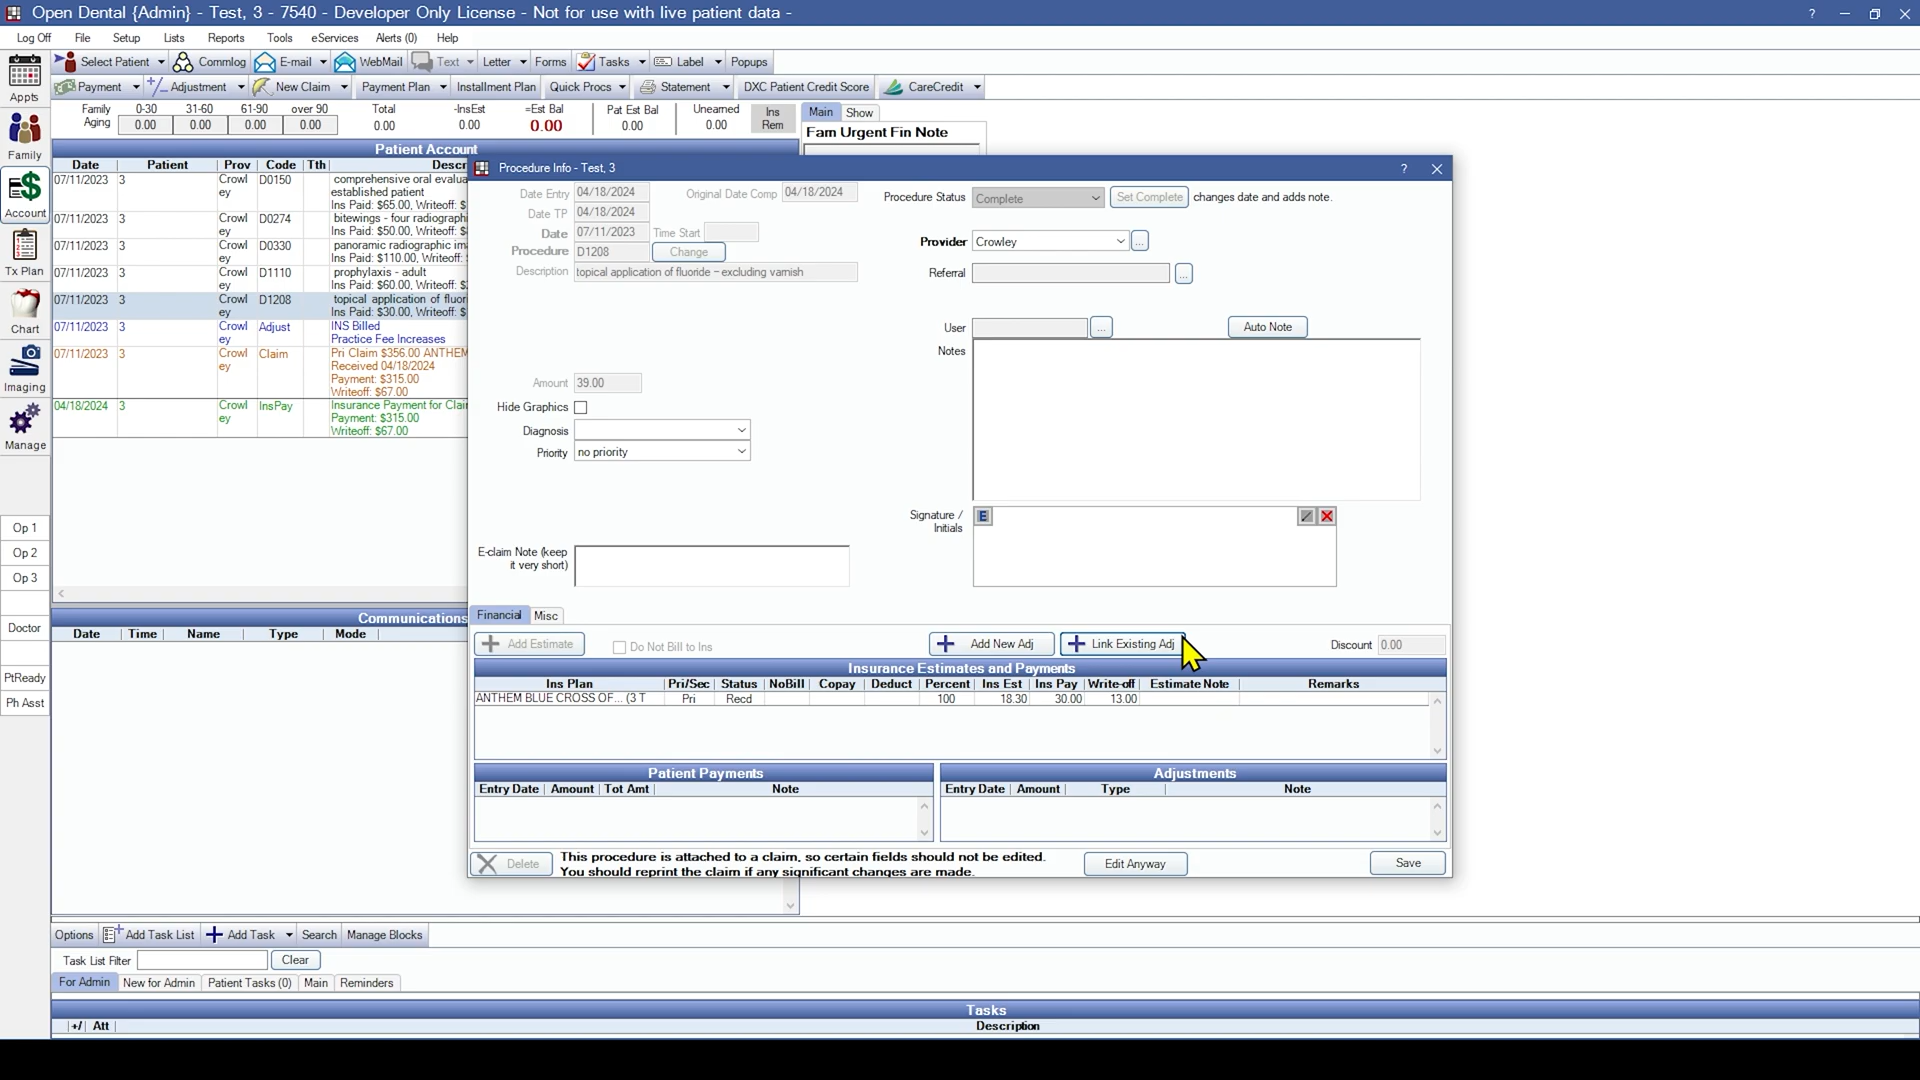 Open Dental {Admin} - Test, 3 - 7540 - Developer Only License - Not for use with live patient data -
Log Off File Setup Lists Reports Tools eServices Alerts (0) Help
Select Patient Commlog E-mail WebMail Text Letter Forms Tasks Label Popups
Payment Adjustment New Claim Payment Plan Installment Plan Quick Procs Statement DXC Patient Credit Score CareCredit
Appts
Family
Account
Tx Plan
Chart
Imaging
Manage
Op 1
Op 2
Op 3
Doctor
PtReady
Ph Asst
Family Aging 0-30 31-60 61-90 over 90 Total -InsEst =Est Bal Pat Est Bal Unearned Ins Rem
0.00 0.00 0.00 0.00 0.00 0.00 0.00 0.00 0.00
Main Show
Fam Urgent Fin Note
Patient Account
Date Patient Prov Code Tth Descr
07/11/2023 3 Crowl ey D0150 comprehensive oral evalua
established patient
Ins Paid: $65.00, Writeoff: $
07/11/2023 3 Crowl ey D0274 bitewings - four radiograph
Ins Paid: $50.00, Writeoff: $
07/11/2023 3 Crowl ey D0330 panoramic radiographic im
Ins Paid: $110.00, Writeoff:
07/11/2023 3 Crowl ey D1110 prophylaxis - adult
Ins Paid: $60.00, Writeoff: $
07/11/2023 3 Crowl ey D1208 topical application of fluor
Ins Paid: $30.00, Writeoff: $
07/11/2023 3 Crowl ey Adjust INS Billed
Practice Fee Increases
07/11/2023 3 Crowl ey Claim Pri Claim $356.00 ANTHEM
Received 04/18/2024
Payment: $315.00
Writeoff: $67.00
04/18/2024 3 Crowl ey InsPay Insurance Payment for Clai
Payment: $315.00
Writeoff: $67.00
Communications
Date Time Name Type Mode
Procedure Info - Test, 3
Date Entry 04/18/2024 Original Date Comp 04/18/2024
Date TP 04/18/2024
Date 07/11/2023 Time Start
Procedure D1208 Change
Description topical application of fluoride – excluding varnish
Procedure Status Complete Set Complete changes date and adds note.
Provider Crowley ...
Referral ...
User ... Auto Note
Notes
Amount 39.00
Hide Graphics
Diagnosis
Priority no priority
Signature / Initials E
E-claim Note (keep it very short)
Financial Misc
Add Estimate Do Not Bill to Ins Add New Adj Link Existing Adj Discount 0.00
Insurance Estimates and Payments
Ins Plan Pri/Sec Status NoBill Copay Deduct Percent Ins Est Ins Pay Write-off Estimate Note Remarks
ANTHEM BLUE CROSS OF... (3 T Pri Recd 100 18.30 30.00 13.00
Patient Payments
Entry Date Amount Tot Amt Note
Adjustments
Entry Date Amount Type Note
Delete This procedure is attached to a claim, so certain fields should not be edited.
You should reprint the claim if any significant changes are made.
Edit Anyway Save
Options Add Task List Add Task Search Manage Blocks
Task List Filter Clear
For Admin New for Admin Patient Tasks (0) Main Reminders
Tasks
+/ Att Description